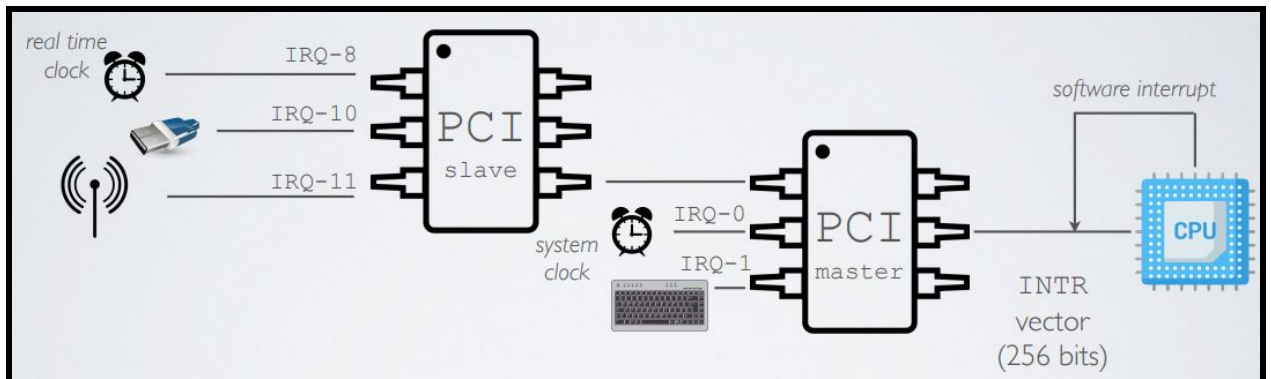 real time
clock
IRQ-8
IRQ-10
IRQ-11
PCI
slave
system
clock
IRQ-0
IRQ-1
PCI
master
software interrupt
CPU
INTR
vector
(256 bits)